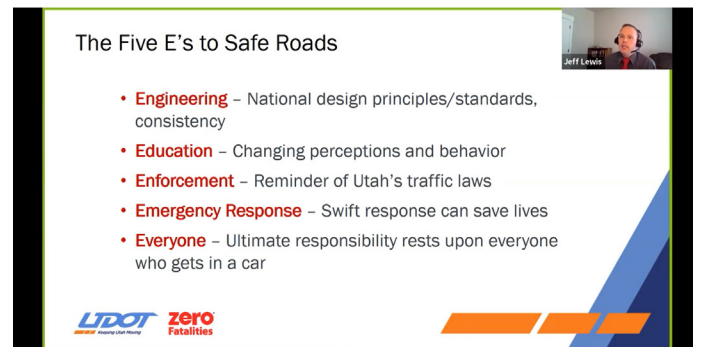 The Five E's to Safe Roads
Jeff Lewis
• Engineering – National design principles/standards,
consistency
• Education – Changing perceptions and behavior
• Enforcement – Reminder of Utah's traffic laws
• Emergency Response – Swift response can save lives
• Everyone – Ultimate responsibility rests upon everyone
who gets in a car
UDOT
Keeping Utah Moving
zero
Fatalities